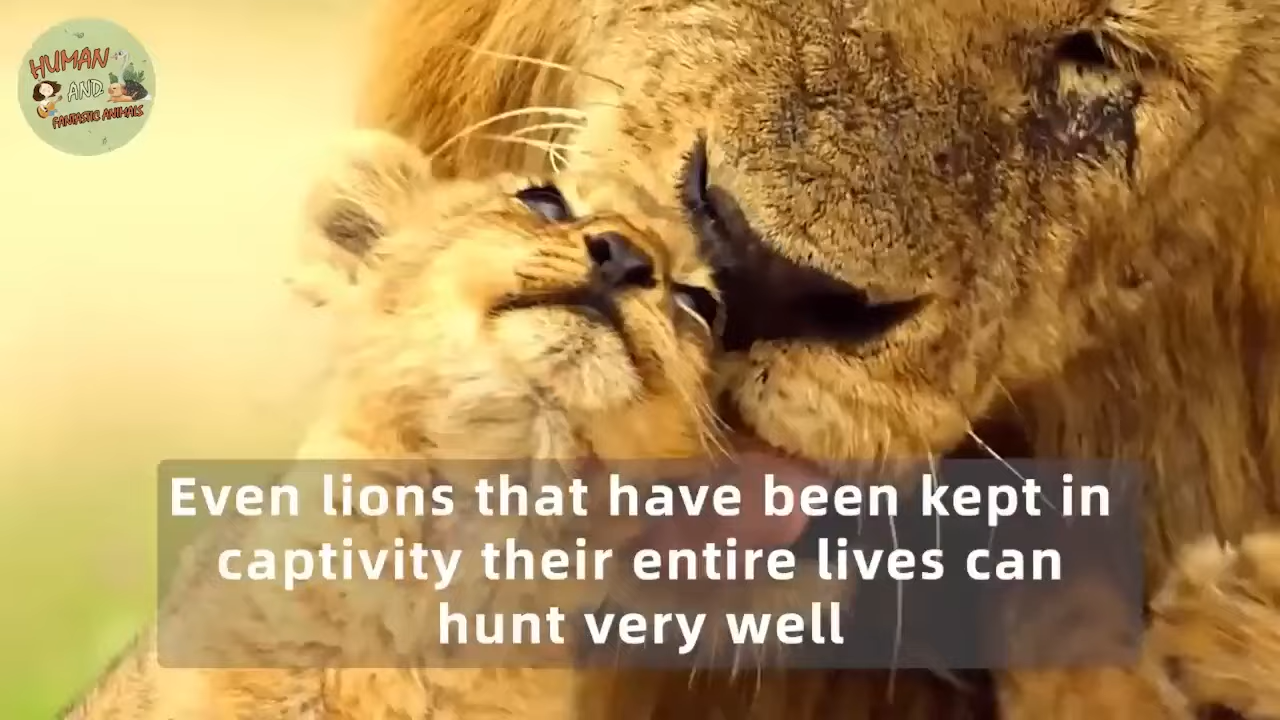 HUMAN
AND
FANTASTIC ANIMALS
Even lions that have been kept in
captivity their entire lives can
hunt very well